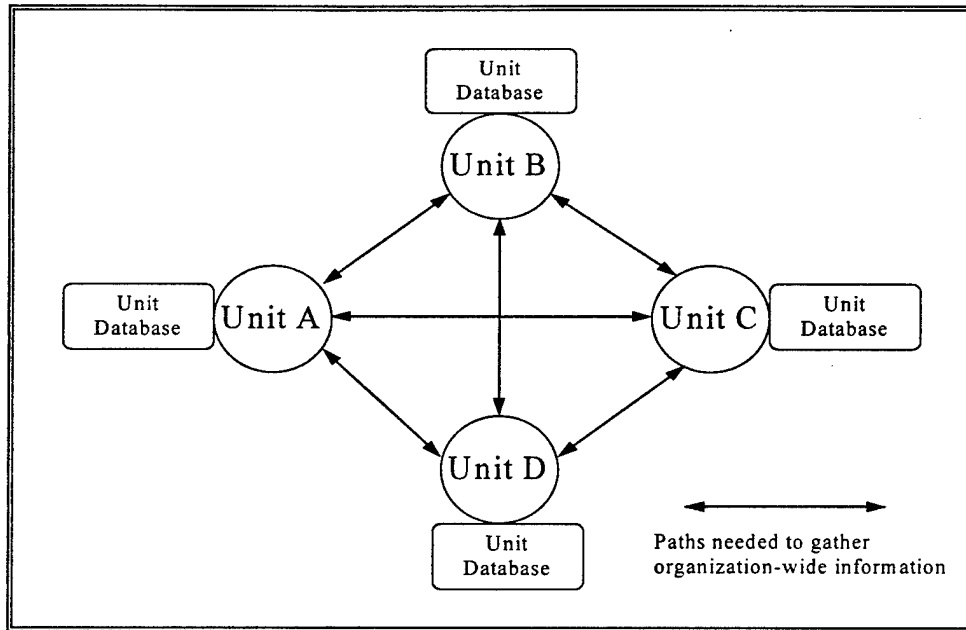 Unit
Database
Unit B
Unit
Database
Unit A
Unit C
Unit
Database
Unit D
Unit
Database
Paths needed to gather
organization-wide information